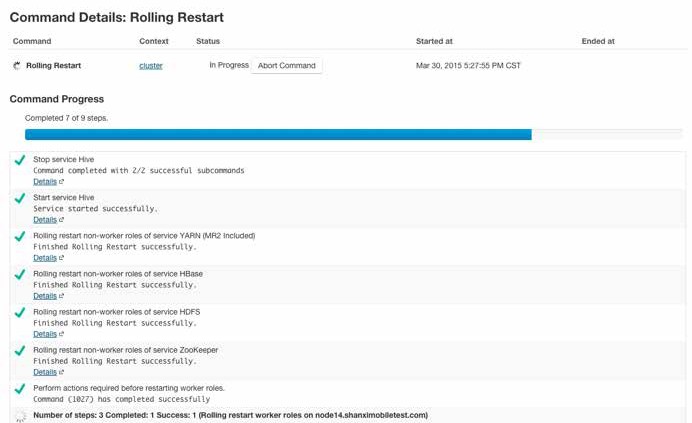 Command Details: Rolling Restart
Command Context Status Started at Ended at
Rolling Restart cluster In Progress Abort Command Mar 30, 2015 5:27:55 PM CST
Command Progress
Completed 7 of 9 steps.
Stop service Hive
Command completed with 2/2 successful subcommands
Details
Start service Hive
Service started successfully.
Details
Rolling restart non-worker roles of service YARN (MR2 Included)
Finished Rolling Restart successfully.
Details
Rolling restart non-worker roles of service HBase
Finished Rolling Restart successfully.
Details
Rolling restart non-worker roles of service HDFS
Finished Rolling Restart successfully.
Details
Rolling restart non-worker roles of service ZooKeeper
Finished Rolling Restart successfully.
Details
Perform actions required before restarting worker roles.
Command (1027) has completed successfully
Number of steps: 3 Completed: 1 Success: 1 (Rolling restart worker roles on node14.shanximobiletest.com)